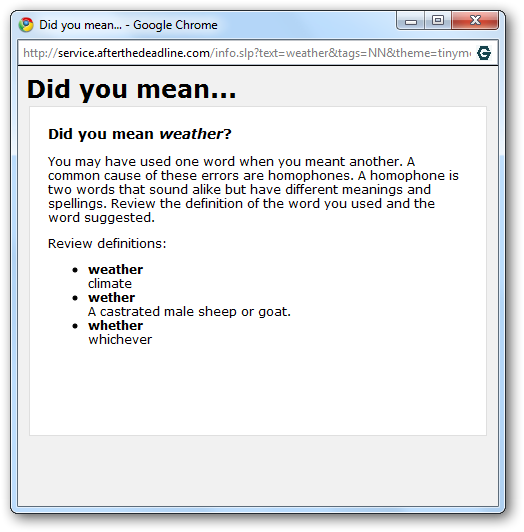 Did you mean... - Google Chrome
http://service.afterthedeadline.com/info.slp?text=weather&tags=NN&theme=tinym
Did you mean...
Did you mean weather?
You may have used one word when you meant another. A
common cause of these errors are homophones. A homophone is
two words that sound alike but have different meanings and
spellings. Review the definition of the word you used and the
word suggested.
Review definitions:
• weather
climate
• wether
A castrated male sheep or goat.
• whether
whichever